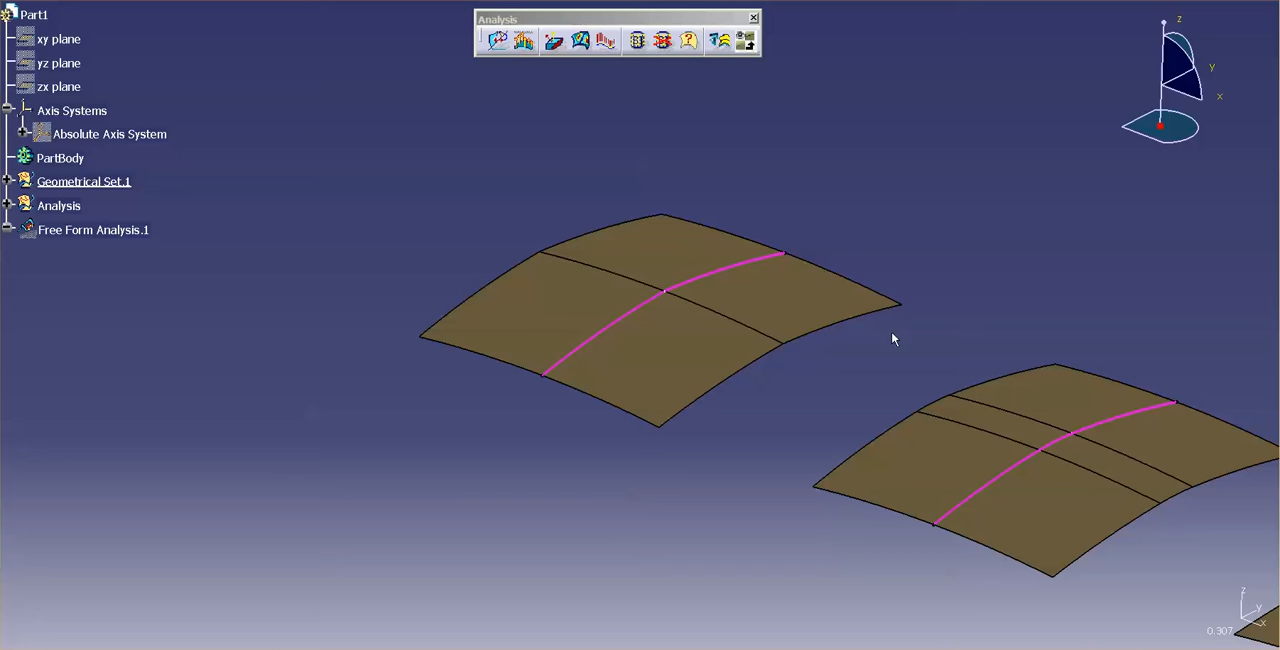 Part1
xy plane
yz plane
zx plane
Axis Systems
Absolute Axis System
PartBody
Geometrical Set.1
Analysis
Free Form Analysis.1
Analysis
z
y
x
z
y
x
0.307